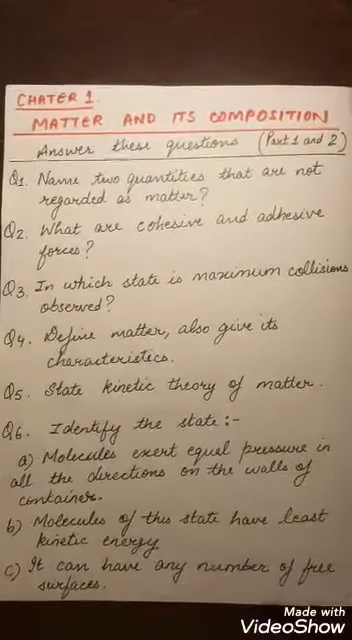 CHATER 1.
MATTER AND ITS COMPOSITION
Answer these questions (Part 1 and 2)
Q1. Name two quantities that are not
regarded as matter?
Q2. What are cohesive and adhesive
forces?
Q3. In which state is maximum collisions
observed?
Q4. Define matter, also give its
characteristics.
Q5. State kinetic theory of matter.
Q6. Identify the state :-
a) Molecules exert equal pressure in
all the directions on the walls of
container.
b) Molecules of this state have least
kinetic energy
c) It can have any number of free
surfaces.
Made with
VideoShow